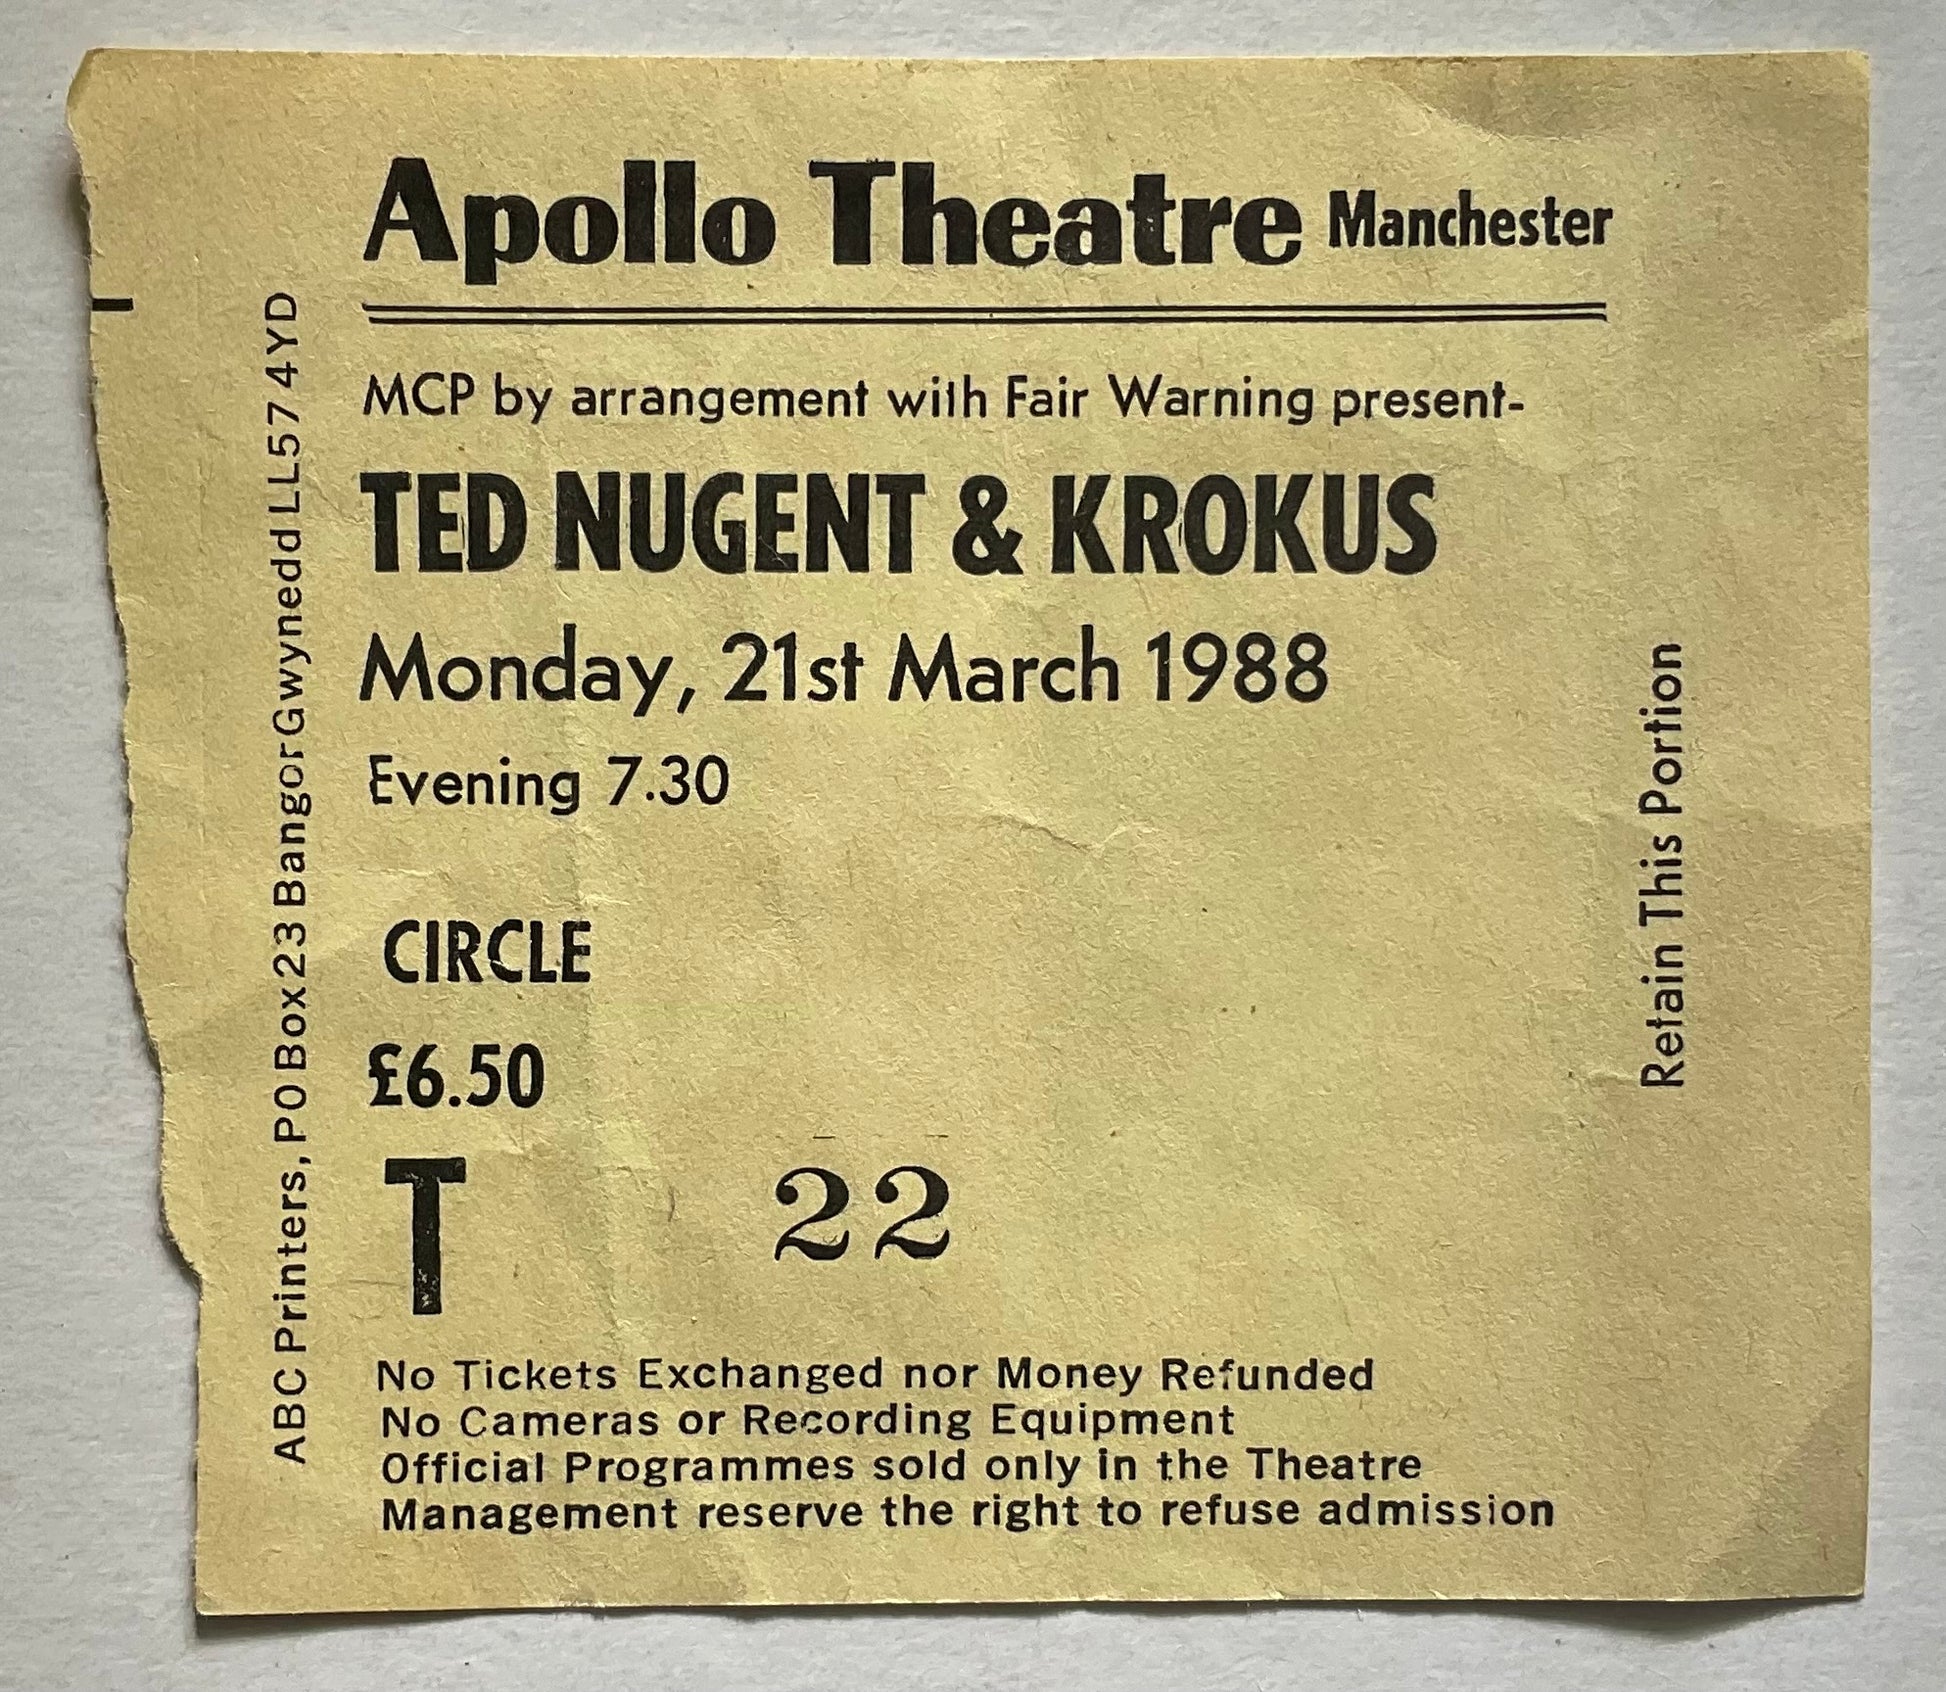 Apollo Theatre Manchester
MCP by arrangement with Fair Warning present-
TED NUGENT & KROKUS
Monday, 21st March 1988
Evening 7.30
CIRCLE
£6.50
T 22
No Tickets Exchanged nor Money Refunded
No Cameras or Recording Equipment
Official Programmes sold only in the Theatre
Management reserve the right to refuse admission
ABC Printers, PO Box 23 Bangor Gwynedd LL57 4YD
Retain This Portion